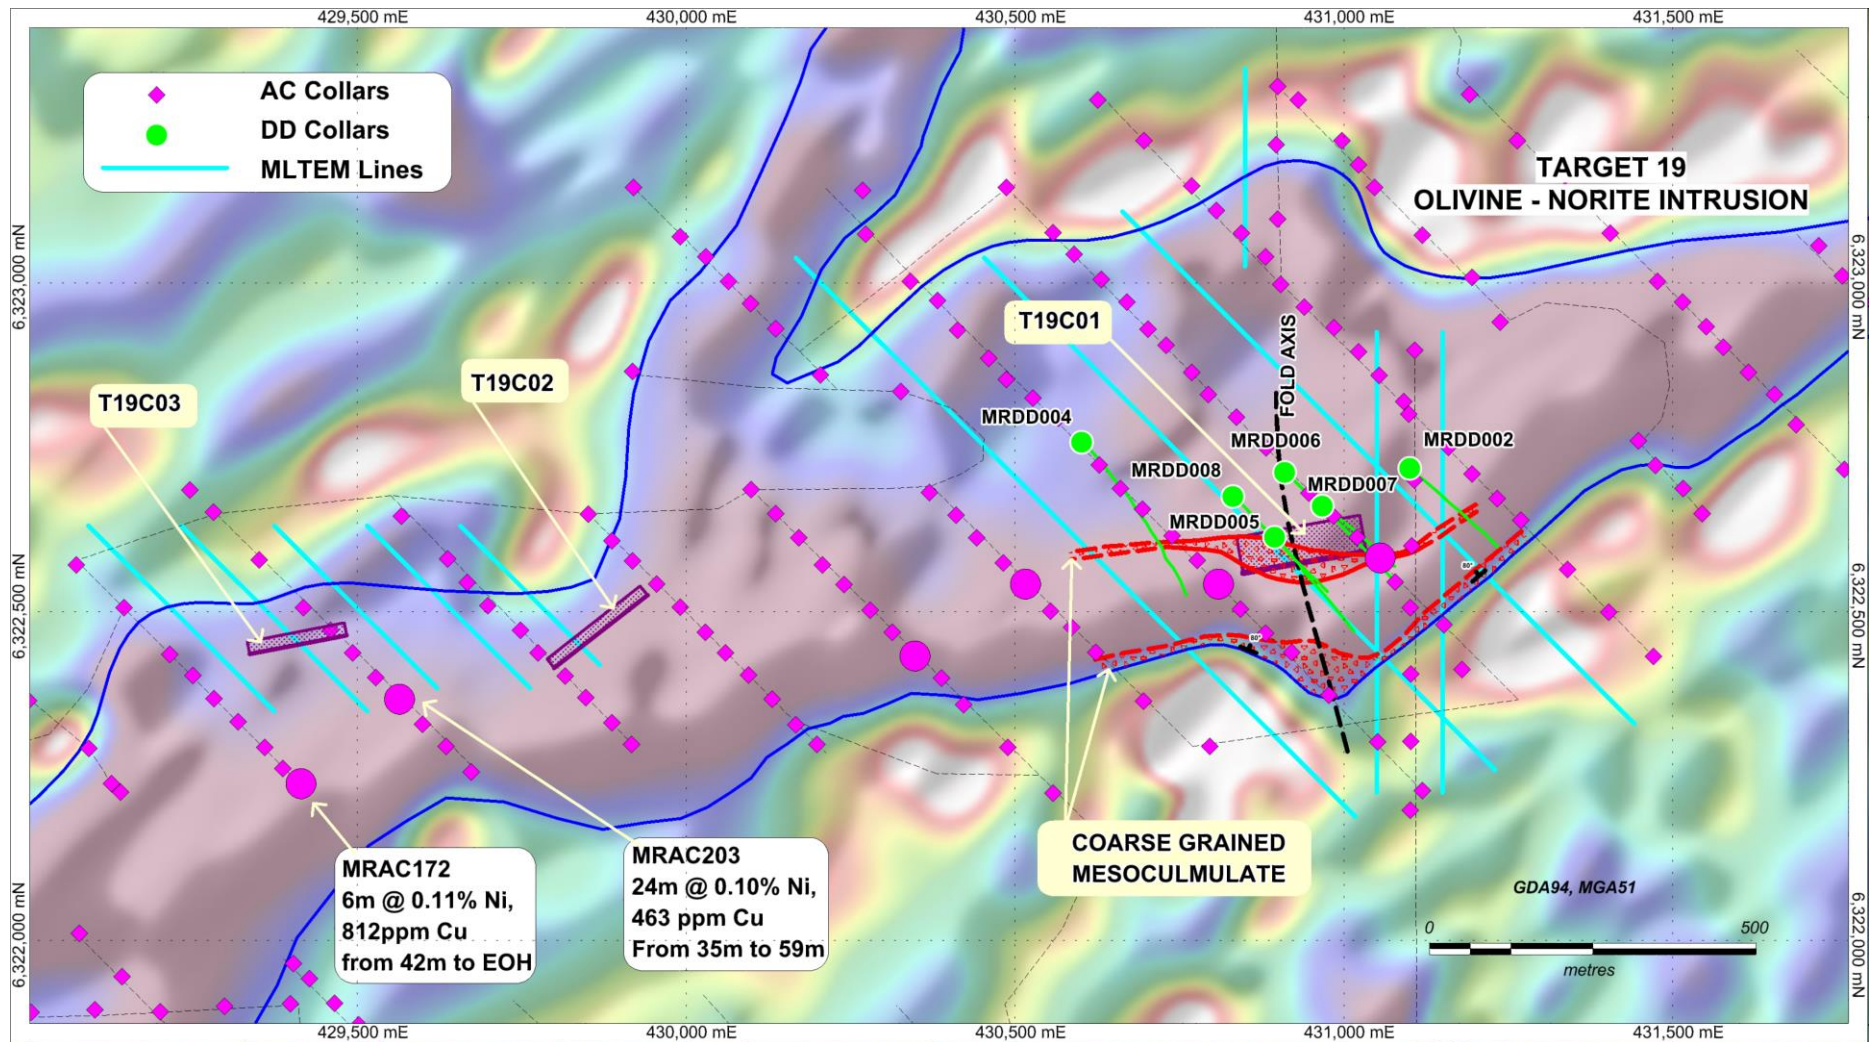 429,500 mE
430,000 mE
430,500 mE
431,000 mE
431,500 mE
AC Collars
DD Collars
MLTEM Lines
TARGET 19
OLIVINE - NORITE INTRUSION
6,323,000 mN
6,323,000 mN
T19C01
FOLD AXIS
T19C02
T19C03
MRDD004
MRDD006
MRDD002
MRDD008
MRDD007
MRDD005
80°
80°
6,322,500 mN
6,322,500 mN
COARSE GRAINED
MESOCULMULATE
MRAC172
6m @ 0.11% Ni,
812ppm Cu
from 42m to EOH
MRAC203
24m @ 0.10% Ni,
463 ppm Cu
From 35m to 59m
GDA94, MGA51
0 500
metres
6,322,000 mN
6,322,000 mN
429,500 mE
430,000 mE
430,500 mE
431,000 mE
431,500 mE